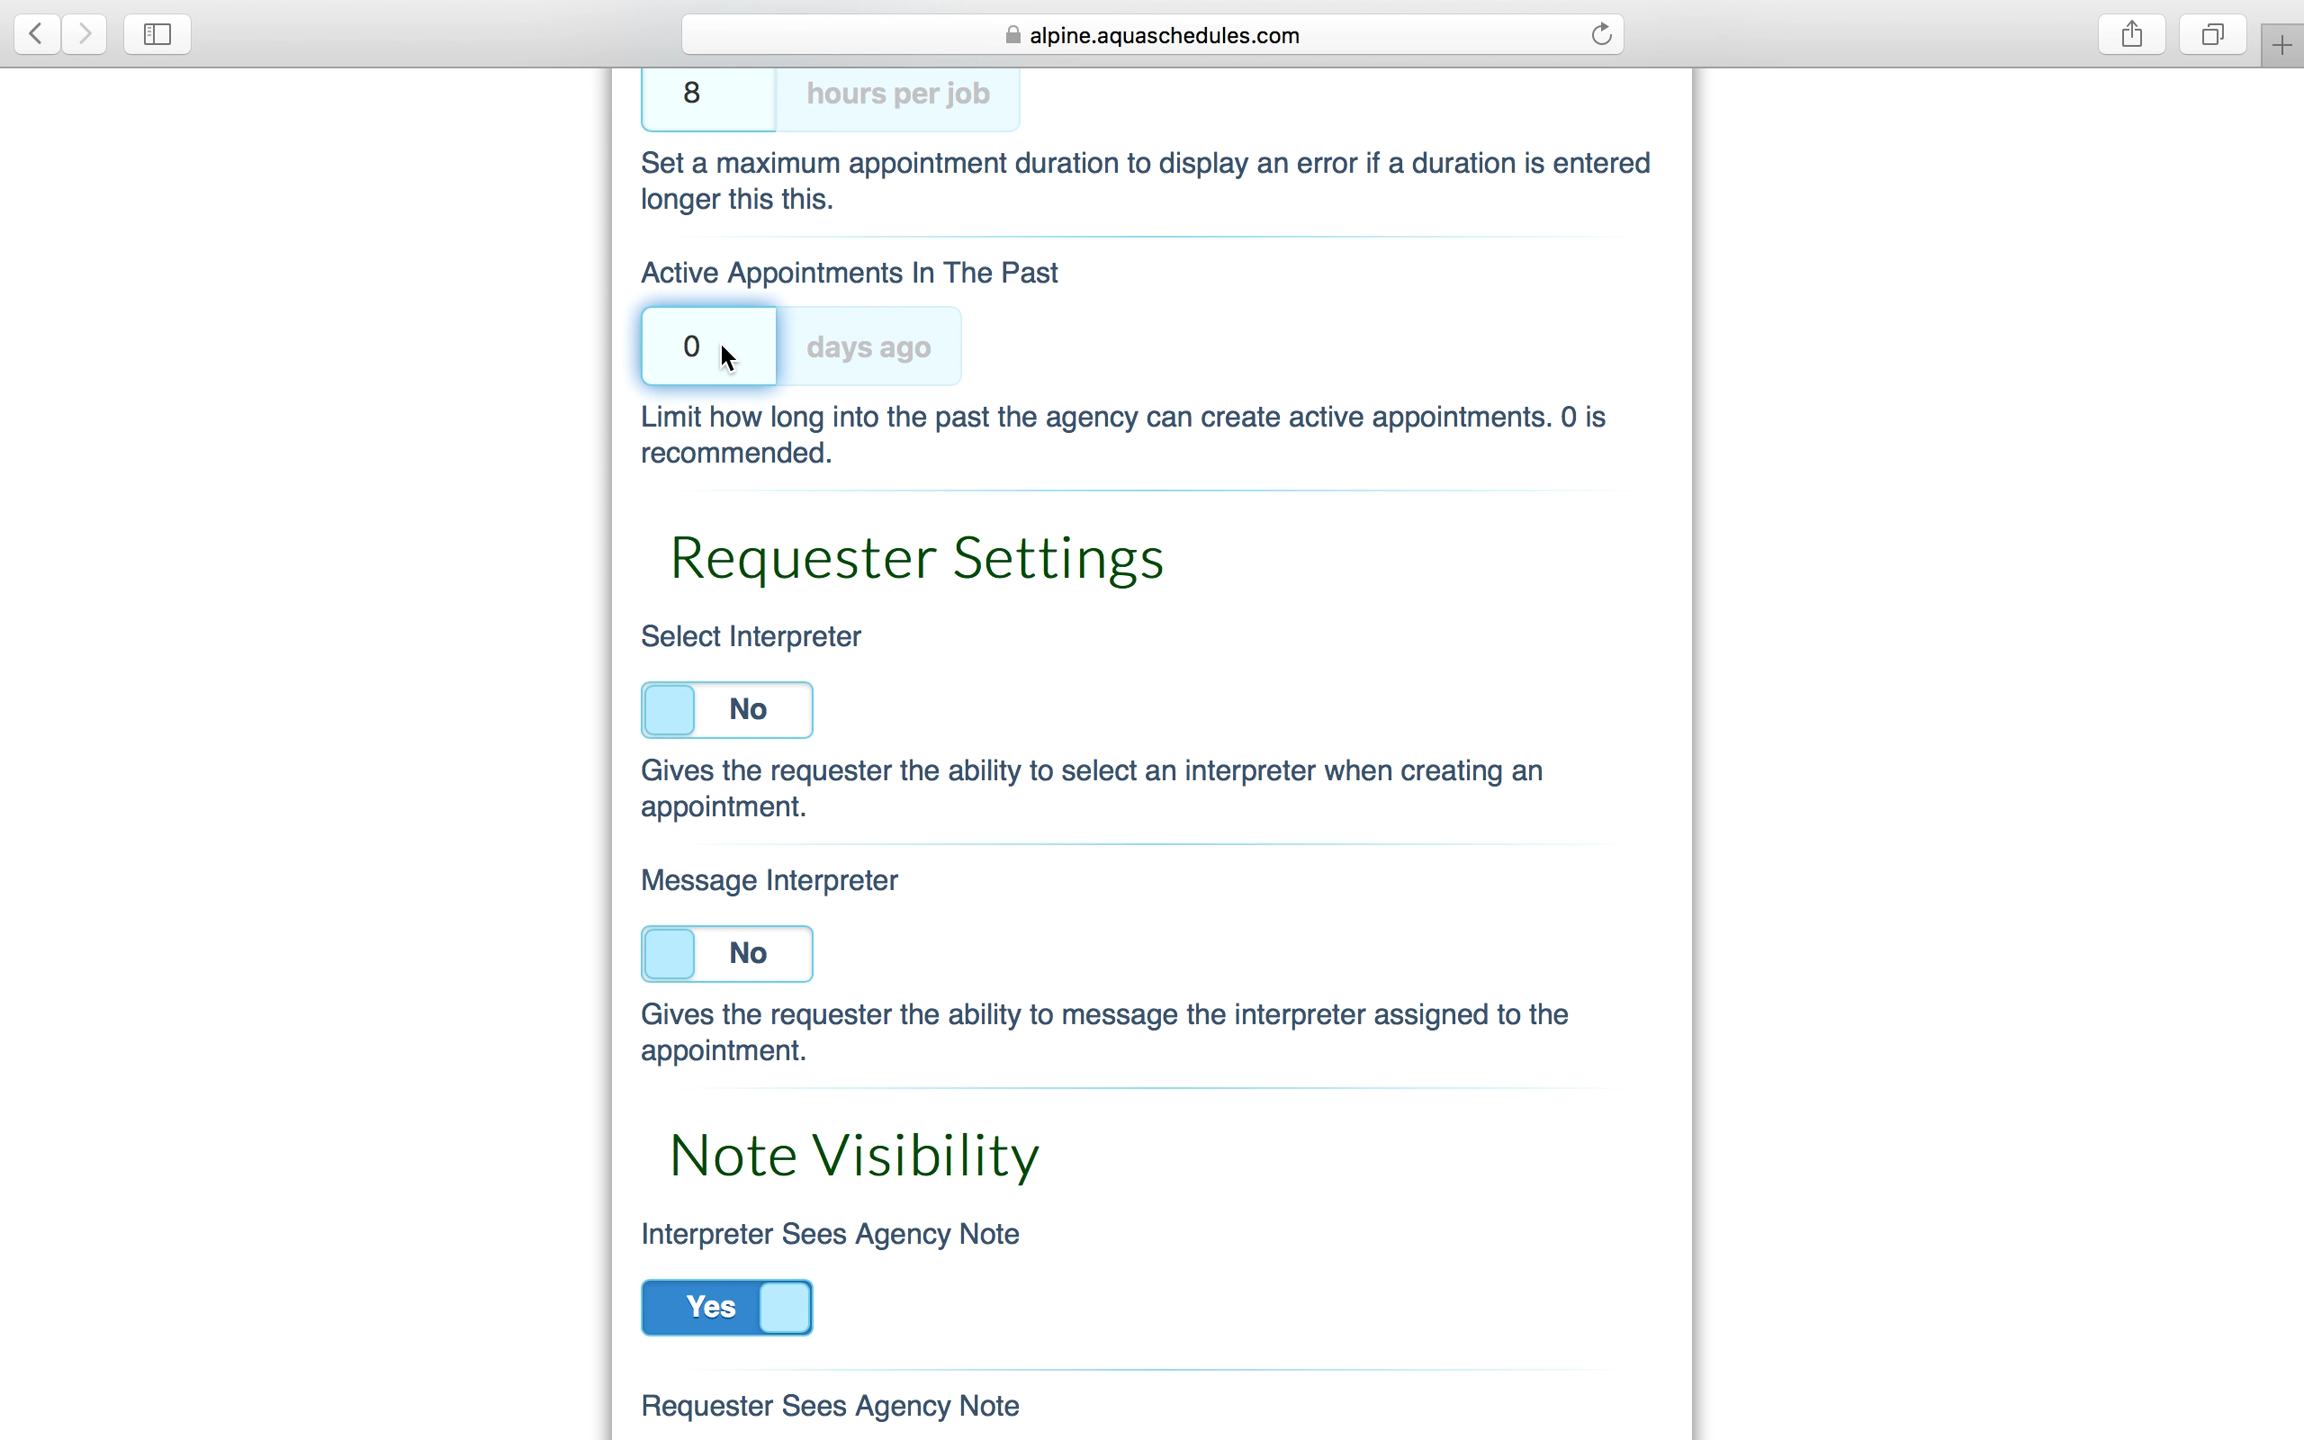 alpine.aquaschedules.com
8 hours per job
Set a maximum appointment duration to display an error if a duration is entered
longer this this.
Active Appointments In The Past
0 days ago
Limit how long into the past the agency can create active appointments. 0 is
recommended.
Requester Settings
Select Interpreter
No
Gives the requester the ability to select an interpreter when creating an
appointment.
Message Interpreter
No
Gives the requester the ability to message the interpreter assigned to the
appointment.
Note Visibility
Interpreter Sees Agency Note
Yes
Requester Sees Agency Note